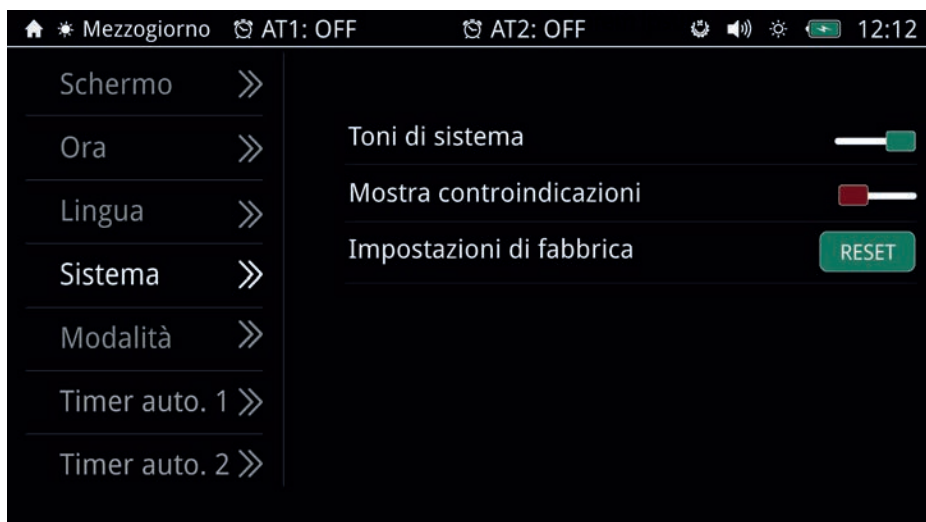 Mezzogiorno AT1: OFF AT2: OFF 12:12
Schermo
Ora
Lingua
Sistema
Modalità
Timer auto. 1
Timer auto. 2
Toni di sistema
Mostra controindicazioni
Impostazioni di fabbrica RESET